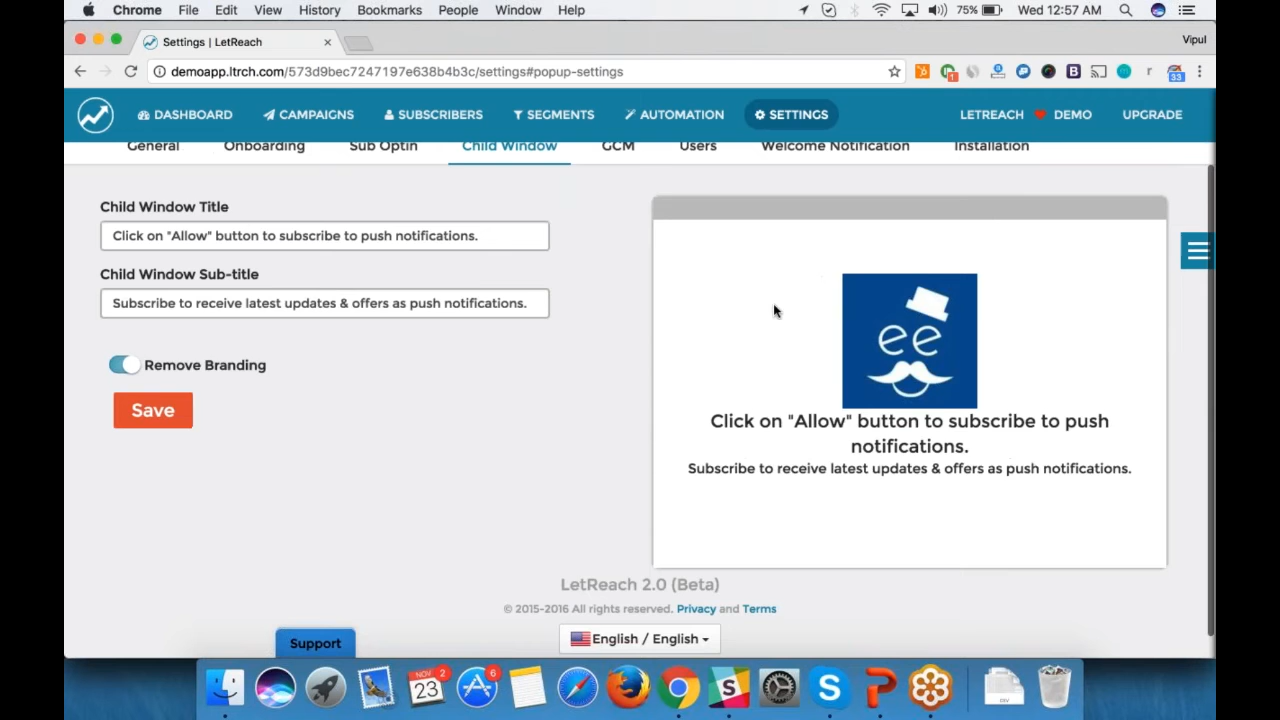 Chrome File Edit View History Bookmarks People Window Help 75% Wed 12:57 AM
Settings | LetReach Vipul
demoapp.ltrch.com/573d9bec7247197e638b4b3c/settings#popup-settings
DASHBOARD CAMPAIGNS SUBSCRIBERS SEGMENTS AUTOMATION SETTINGS LETREACH DEMO UPGRADE
General Onboarding Sub Optin Child Window GCM Users Welcome Notification Installation
Child Window Title
Click on "Allow" button to subscribe to push notifications.
Child Window Sub-title
Subscribe to receive latest updates & offers as push notifications.
Remove Branding
Save
ee
Click on "Allow" button to subscribe to push
notifications.
Subscribe to receive latest updates & offers as push notifications.
LetReach 2.0 (Beta)
© 2015-2016 All rights reserved. Privacy and Terms
English / English
Support
NOV 2
23
6